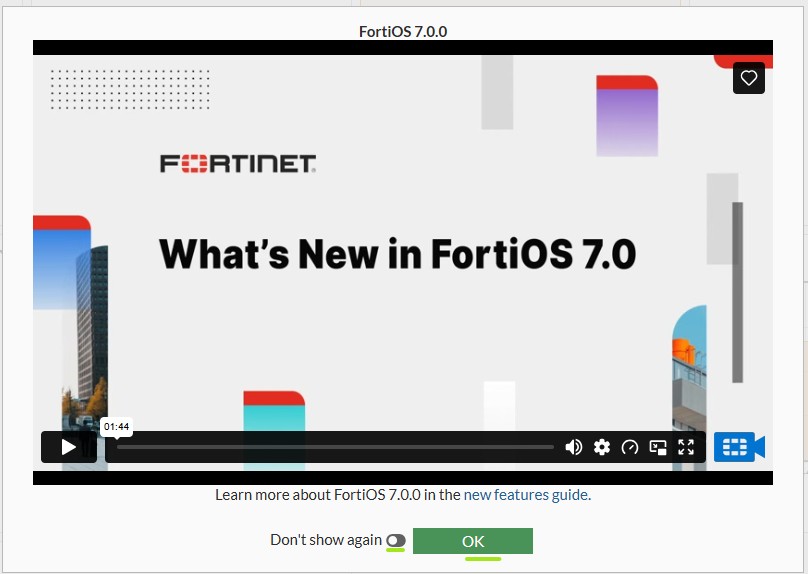 FortiOS 7.0.0
FORTINET
What's New in FortiOS 7.0
01:44
Learn more about FortiOS 7.0.0 in the new features guide.
Don't show again OK